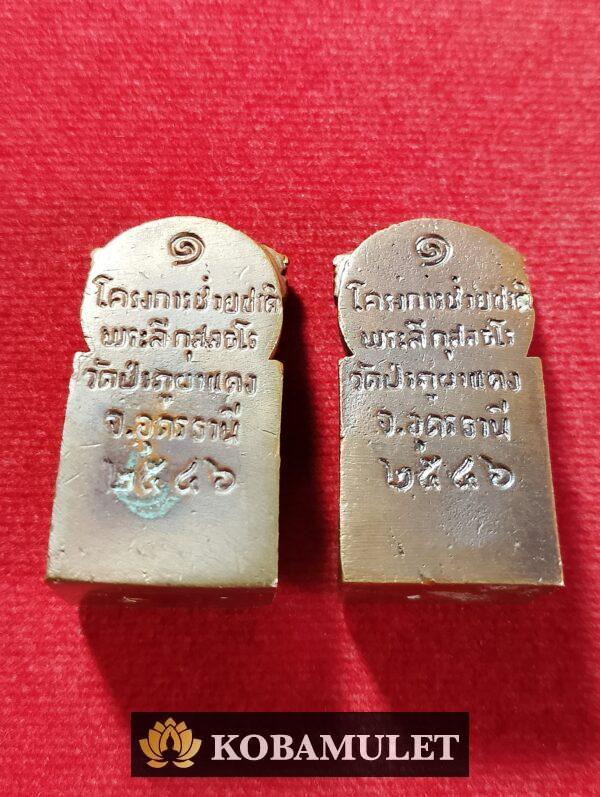 ๑
โครงการช่วยชาติ
พระลี กุสลธโร
วัดป่าภูผาแดง
จ.อุดรธานี
๒๕๔๖
๑
โครงการช่วยชาติ
พระลี กุสลธโร
วัดป่าภูผาแดง
จ.อุดรธานี
๒๕๔๖
KOBAMULET